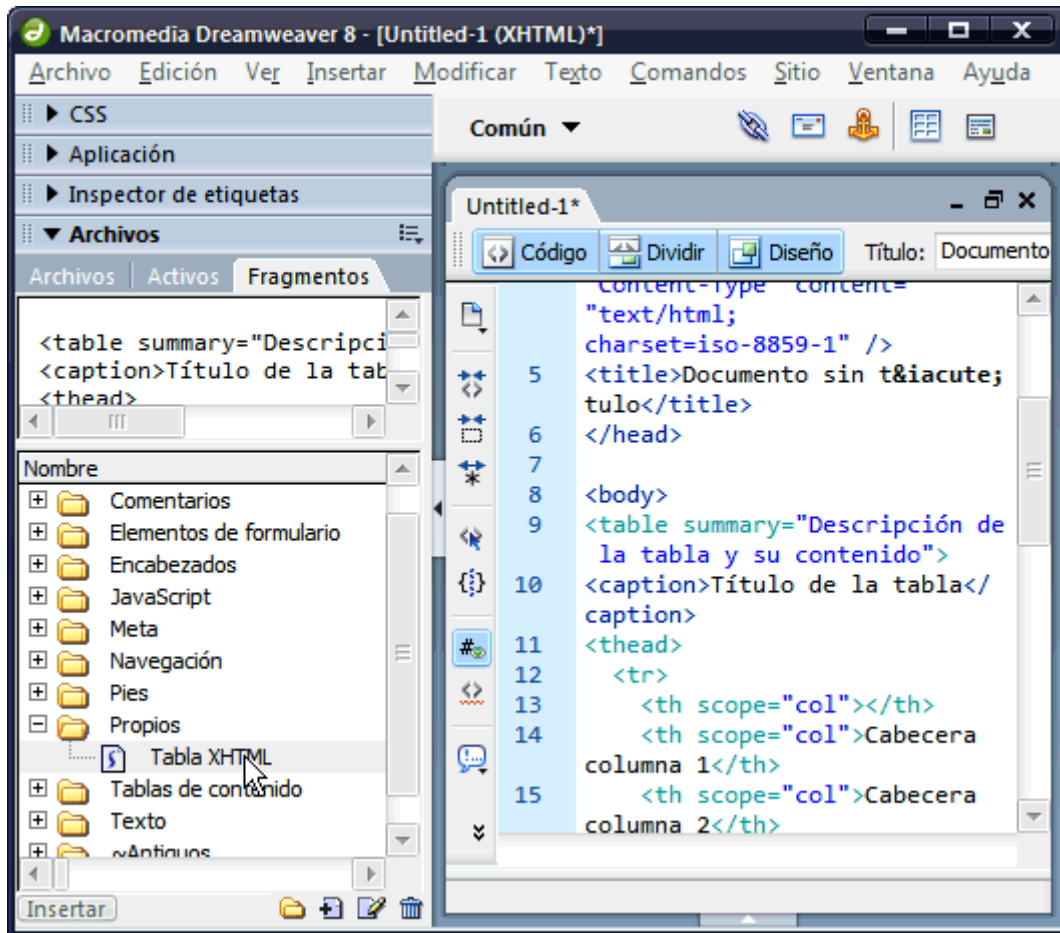 Macromedia Dreamweaver 8 - [Untitled-1 (XHTML)*]
Archivo Edición Ver Insertar Modificar Texto Comandos Sitio Ventana Ayuda
CSS
Aplicación
Inspector de etiquetas
Archivos
Archivos Activos Fragmentos
<table summary="Descripci
<caption>Título de la tab
<thead>
Nombre
Comentarios
Elementos de formulario
Encabezados
JavaScript
Meta
Navegación
Pies
Propios
Tabla XHTML
Tablas de contenido
Texto
~Antiguos
Insertar
Común
Untitled-1*
Código Dividir Diseño Título: Documento
"Content-Type" content=
"text/html;
charset=iso-8859-1" />
5 <title>Documento sin t&iacute;
tulo</title>
6 </head>
7
8 <body>
9 <table summary="Descripción de
la tabla y su contenido">
10 <caption>Título de la tabla</
caption>
11 <thead>
12 <tr>
13 <th scope="col"></th>
14 <th scope="col">Cabecera
columna 1</th>
15 <th scope="col">Cabecera
columna 2</th>